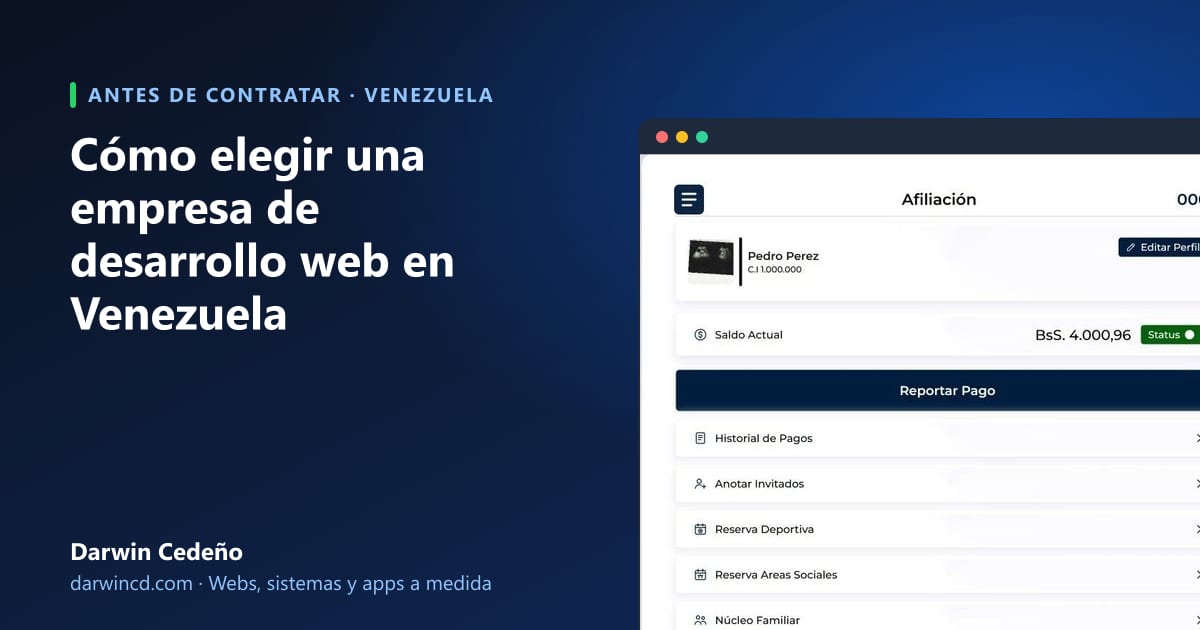 ANTES DE CONTRATAR · VENEZUELA
Cómo elegir una
empresa de
desarrollo web en
Venezuela
Darwin Cedeño
darwincd.com · Webs, sistemas y apps a medida
Afiliación
Pedro Perez
C.I 1.000.000
Editar Perfil
Saldo Actual
BsS. 4.000,96
Status
Reportar Pago
Historial de Pagos
Anotar Invitados
Reserva Deportiva
Reserva Areas Sociales
Núcleo Familiar